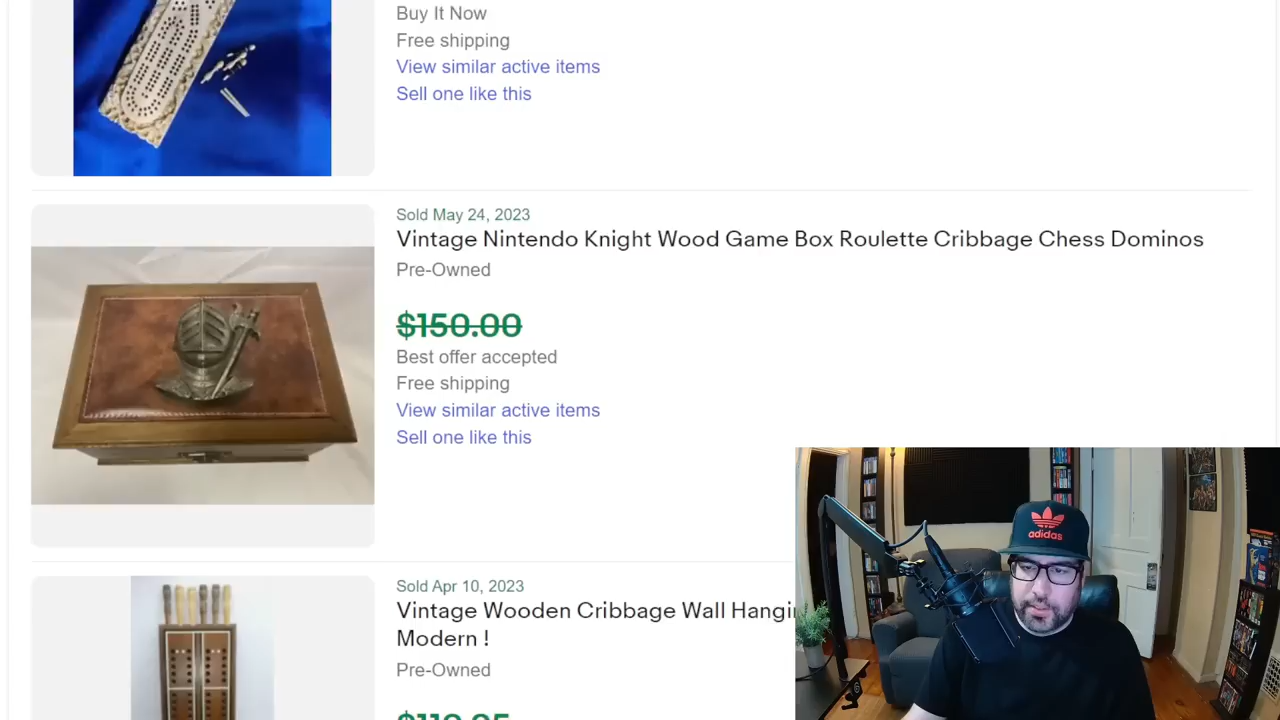 Buy It Now
Free shipping
View similar active items
Sell one like this
Sold May 24, 2023
Vintage Nintendo Knight Wood Game Box Roulette Cribbage Chess Dominos
Pre-Owned
$150.00
Best offer accepted
Free shipping
View similar active items
Sell one like this
adidas
Sold Apr 10, 2023
Vintage Wooden Cribbage Wall
Modern !
Pre-Owned